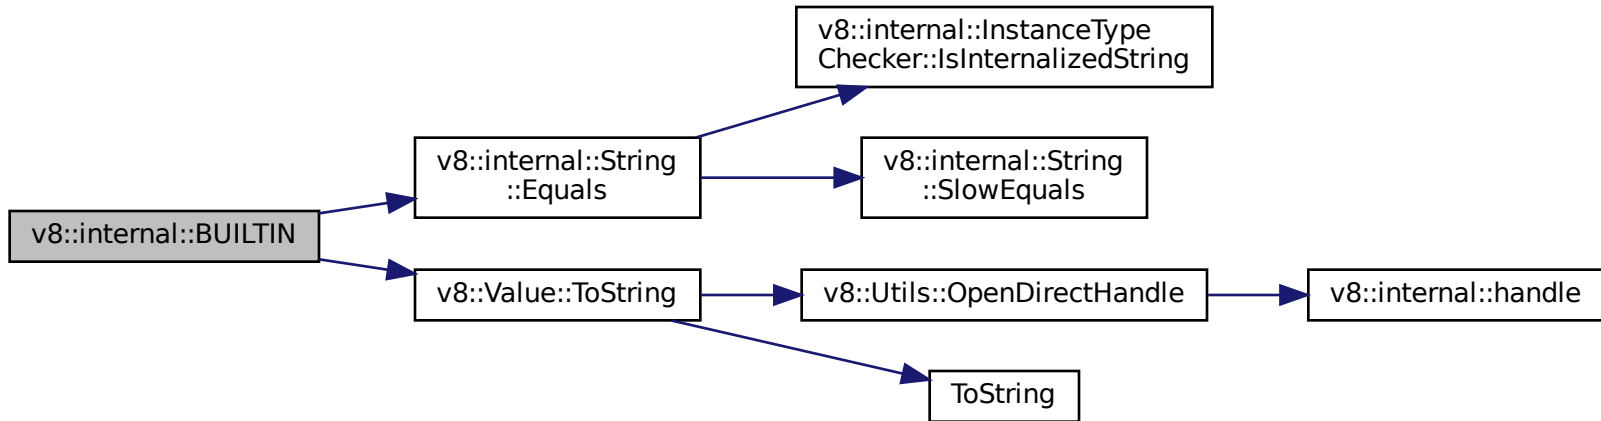 v8::internal::InstanceType
Checker::IsInternalizedString
v8::internal::String
::Equals
v8::internal::String
::SlowEquals
v8::internal::BUILTIN
v8::Value::ToString
v8::Utils::OpenDirectHandle
v8::internal::handle
ToString